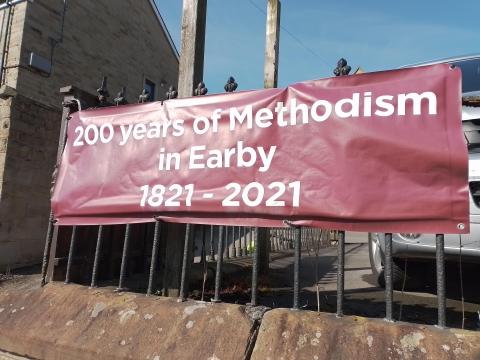 200 years of Methodism
in Earby
1821 - 2021